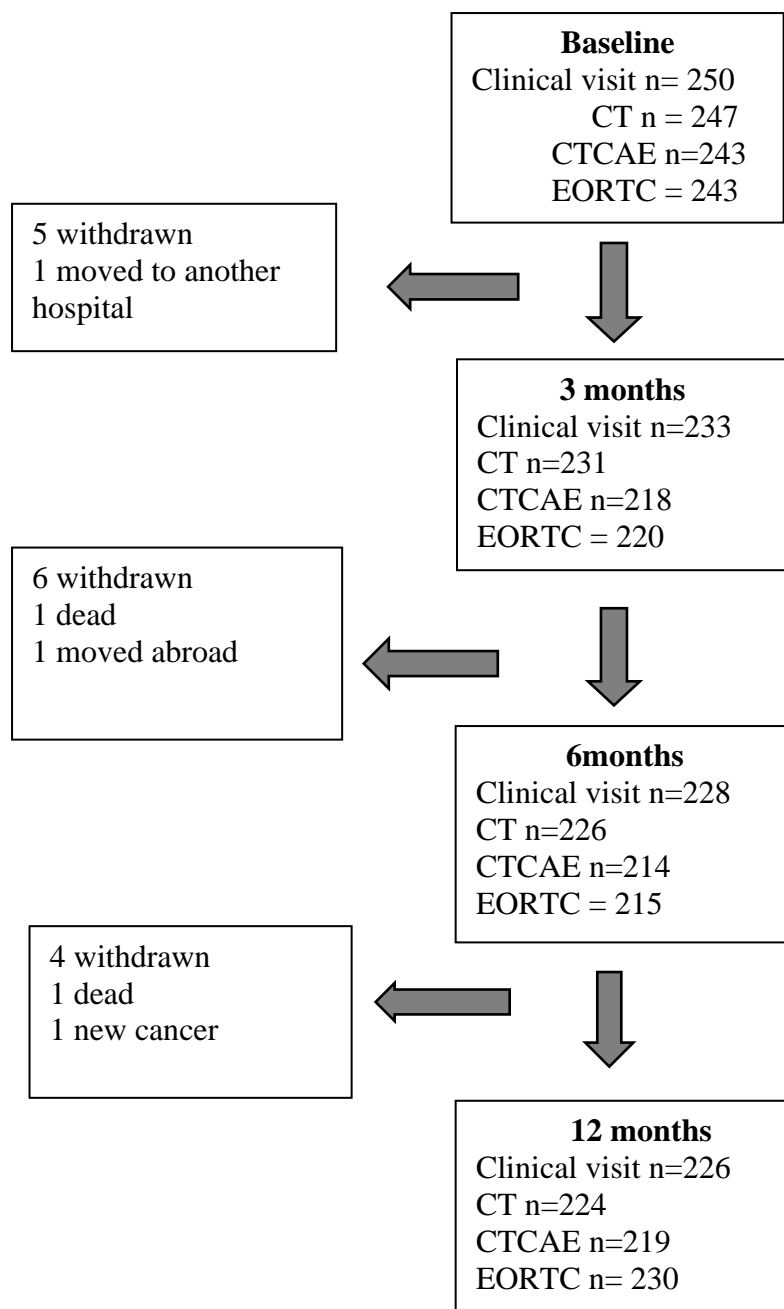 Baseline
Clinical visit n= 250
CT n = 247
CTCAE n=243
EORTC = 243
5 withdrawn
1 moved to another
hospital
3 months
Clinical visit n=233
CT n=231
CTCAE n=218
EORTC = 220
6 withdrawn
1 dead
1 moved abroad
6months
Clinical visit n=228
CT n=226
CTCAE n=214
EORTC = 215
4 withdrawn
1 dead
1 new cancer
12 months
Clinical visit n=226
CT n=224
CTCAE n=219
EORTC n= 230